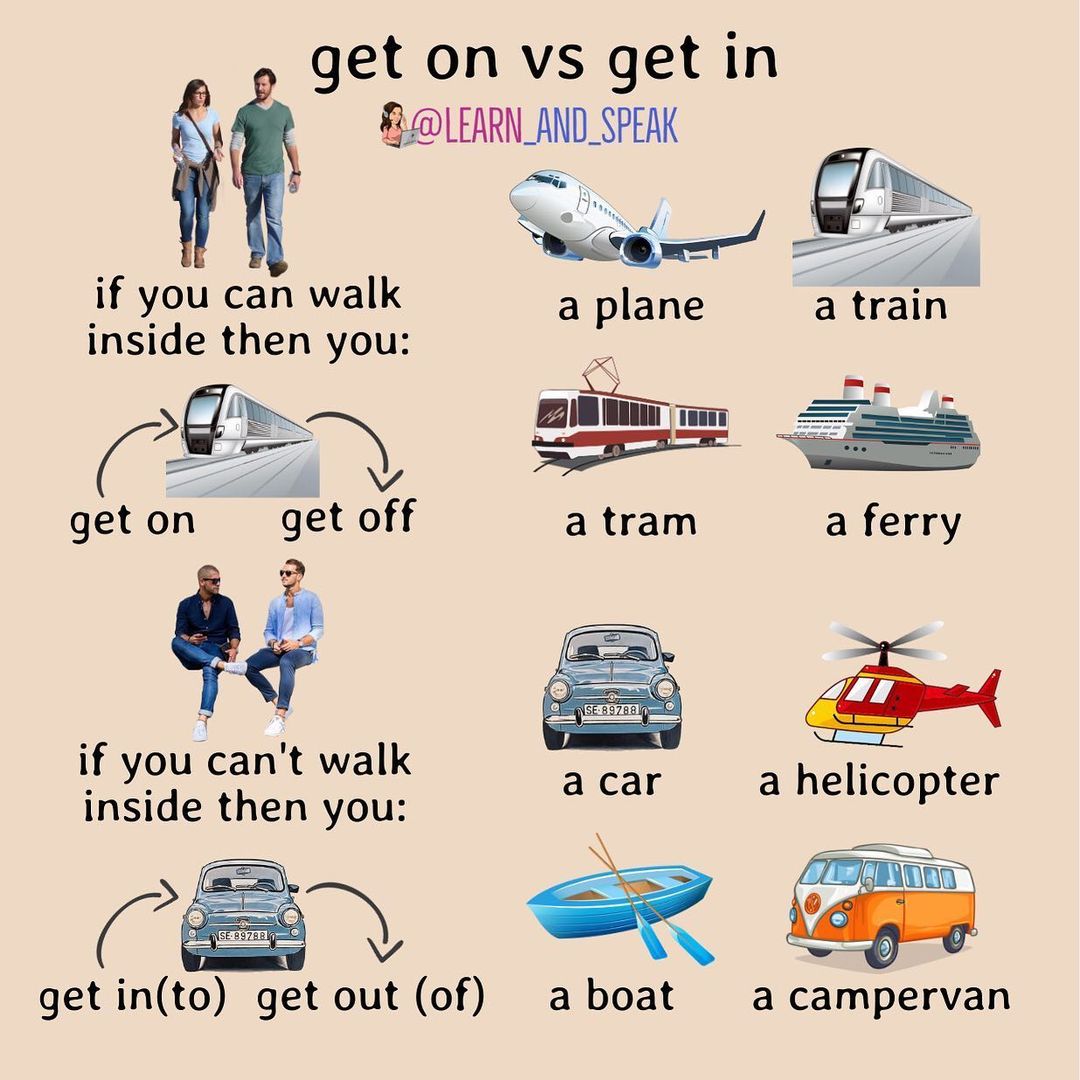 get on vs get in
@LEARN_AND_SPEAK
if you can walk
inside then you:
get on
get off
a plane
a train
a tram
a ferry
if you can't walk
inside then you:
SE-89788
get in(to)
get out (of)
SE-89788
a car
a helicopter
a boat
a campervan